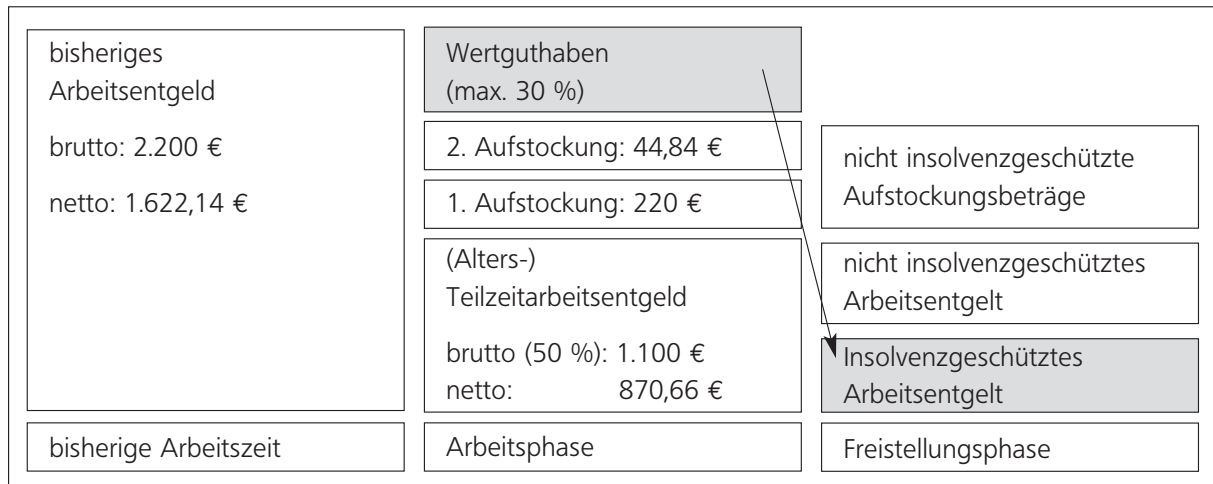 bisheriges
Arbeitsentgeld
brutto: 2.200 €
netto: 1.622,14 €
bisherige Arbeitszeit
Wertguthaben
(max. 30 %)
2. Aufstockung: 44,84 €
1. Aufstockung: 220 €
(Alters-)
Teilzeitarbeitsentgeld
brutto (50 %): 1.100 €
netto: 870,66 €
Arbeitsphase
nicht insolvenzgeschützte
Aufstockungsbeträge
nicht insolvenzgeschütztes
Arbeitsentgelt
Insolvenzgeschütztes
Arbeitsentgelt
Freistellungsphase